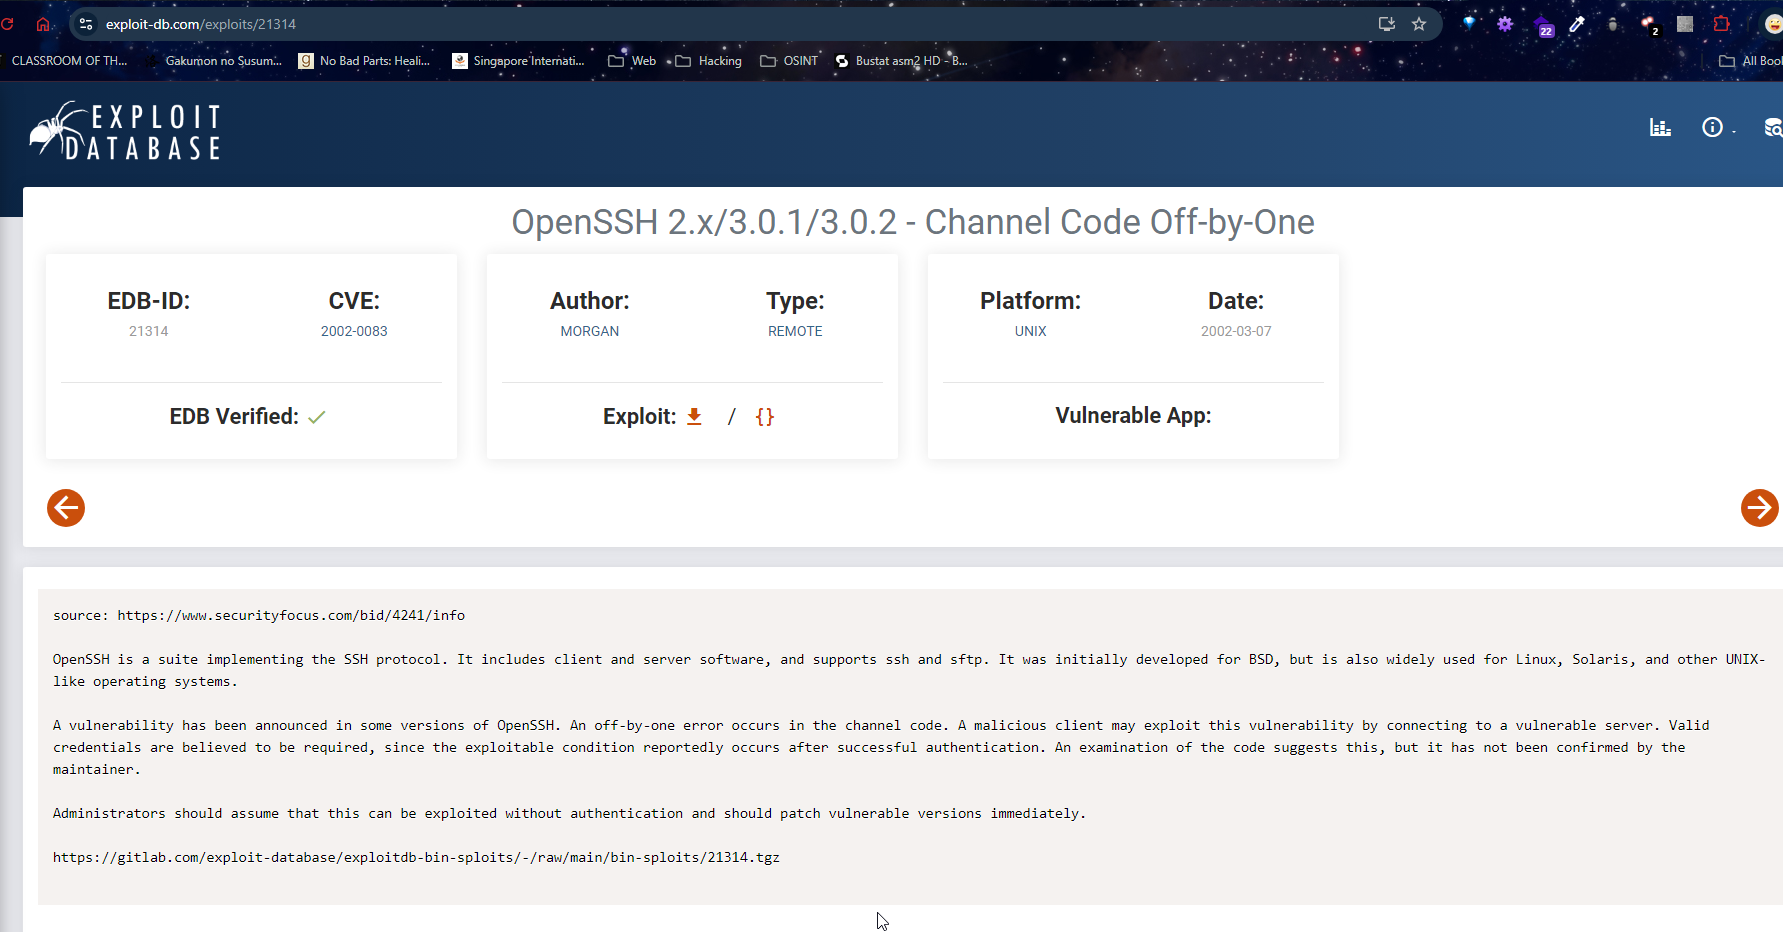 exploit-db.com/exploits/21314
22
2
CLASSROOM OF TH...
Gakumon no Susum...
No Bad Parts: Heali...
Singapore Internati...
Web
Hacking
OSINT
Bustat asm2 HD - B...
All Book
EXPLOIT
DATABASE
OpenSSH 2.x/3.0.1/3.0.2 - Channel Code Off-by-One
EDB-ID:
21314
CVE:
2002-0083
EDB Verified:
Author:
MORGAN
Type:
REMOTE
Exploit: / {}
Platform:
UNIX
Date:
2002-03-07
Vulnerable App:
source: https://www.securityfocus.com/bid/4241/info
OpenSSH is a suite implementing the SSH protocol. It includes client and server software, and supports ssh and sftp. It was initially developed for BSD, but is also widely used for Linux, Solaris, and other UNIX-
like operating systems.
A vulnerability has been announced in some versions of OpenSSH. An off-by-one error occurs in the channel code. A malicious client may exploit this vulnerability by connecting to a vulnerable server. Valid
credentials are believed to be required, since the exploitable condition reportedly occurs after successful authentication. An examination of the code suggests this, but it has not been confirmed by the
maintainer.
Administrators should assume that this can be exploited without authentication and should patch vulnerable versions immediately.
https://gitlab.com/exploit-database/exploitdb-bin-sploits/-/raw/main/bin-sploits/21314.tgz